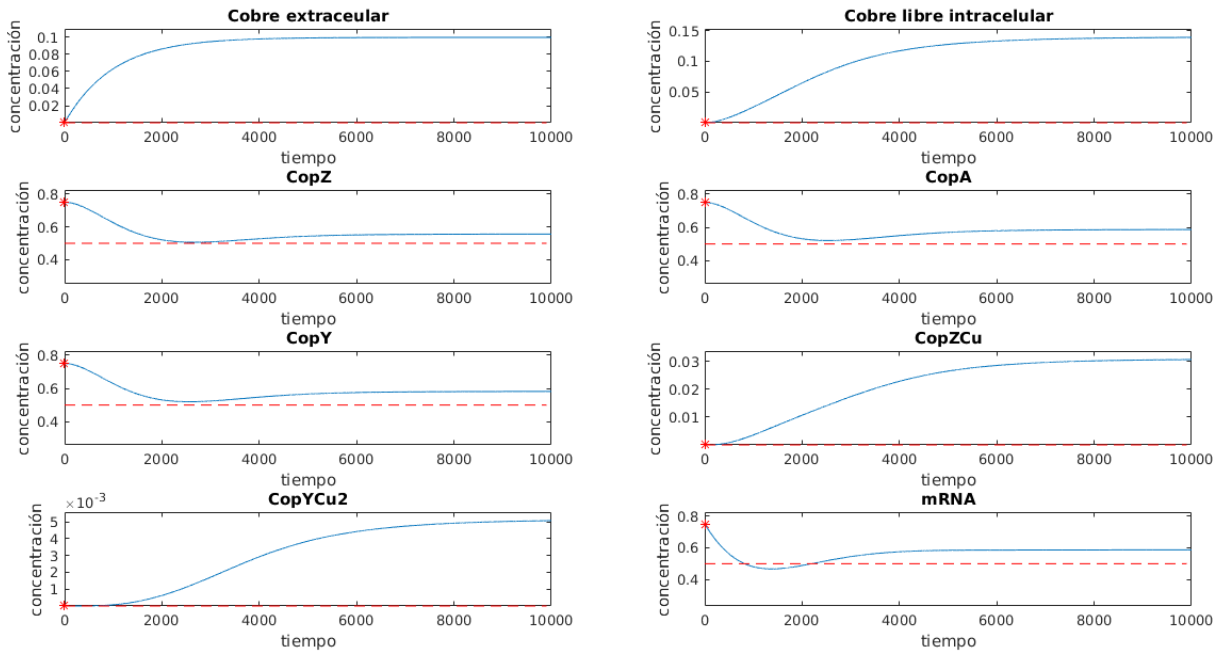 Cobre extraceular
concentración
0.1
0.08
0.06
0.04
0.02
0 2000 4000 6000 8000 10000
tiempo
Cobre libre intracelular
concentración
0.15
0.1
0.05
0 2000 4000 6000 8000 10000
tiempo
CopZ
concentración
0.8
0.6
0.4
0 2000 4000 6000 8000 10000
tiempo
CopA
concentración
0.8
0.6
0.4
0 2000 4000 6000 8000 10000
tiempo
CopY
concentración
0.8
0.6
0.4
0 2000 4000 6000 8000 10000
tiempo
CopZCu
concentración
0.03
0.02
0.01
0 2000 4000 6000 8000 10000
tiempo
CopYCu2
×10⁻³
concentración
5
4
3
2
1
0 2000 4000 6000 8000 10000
tiempo
mRNA
concentración
0.8
0.6
0.4
0 2000 4000 6000 8000 10000
tiempo